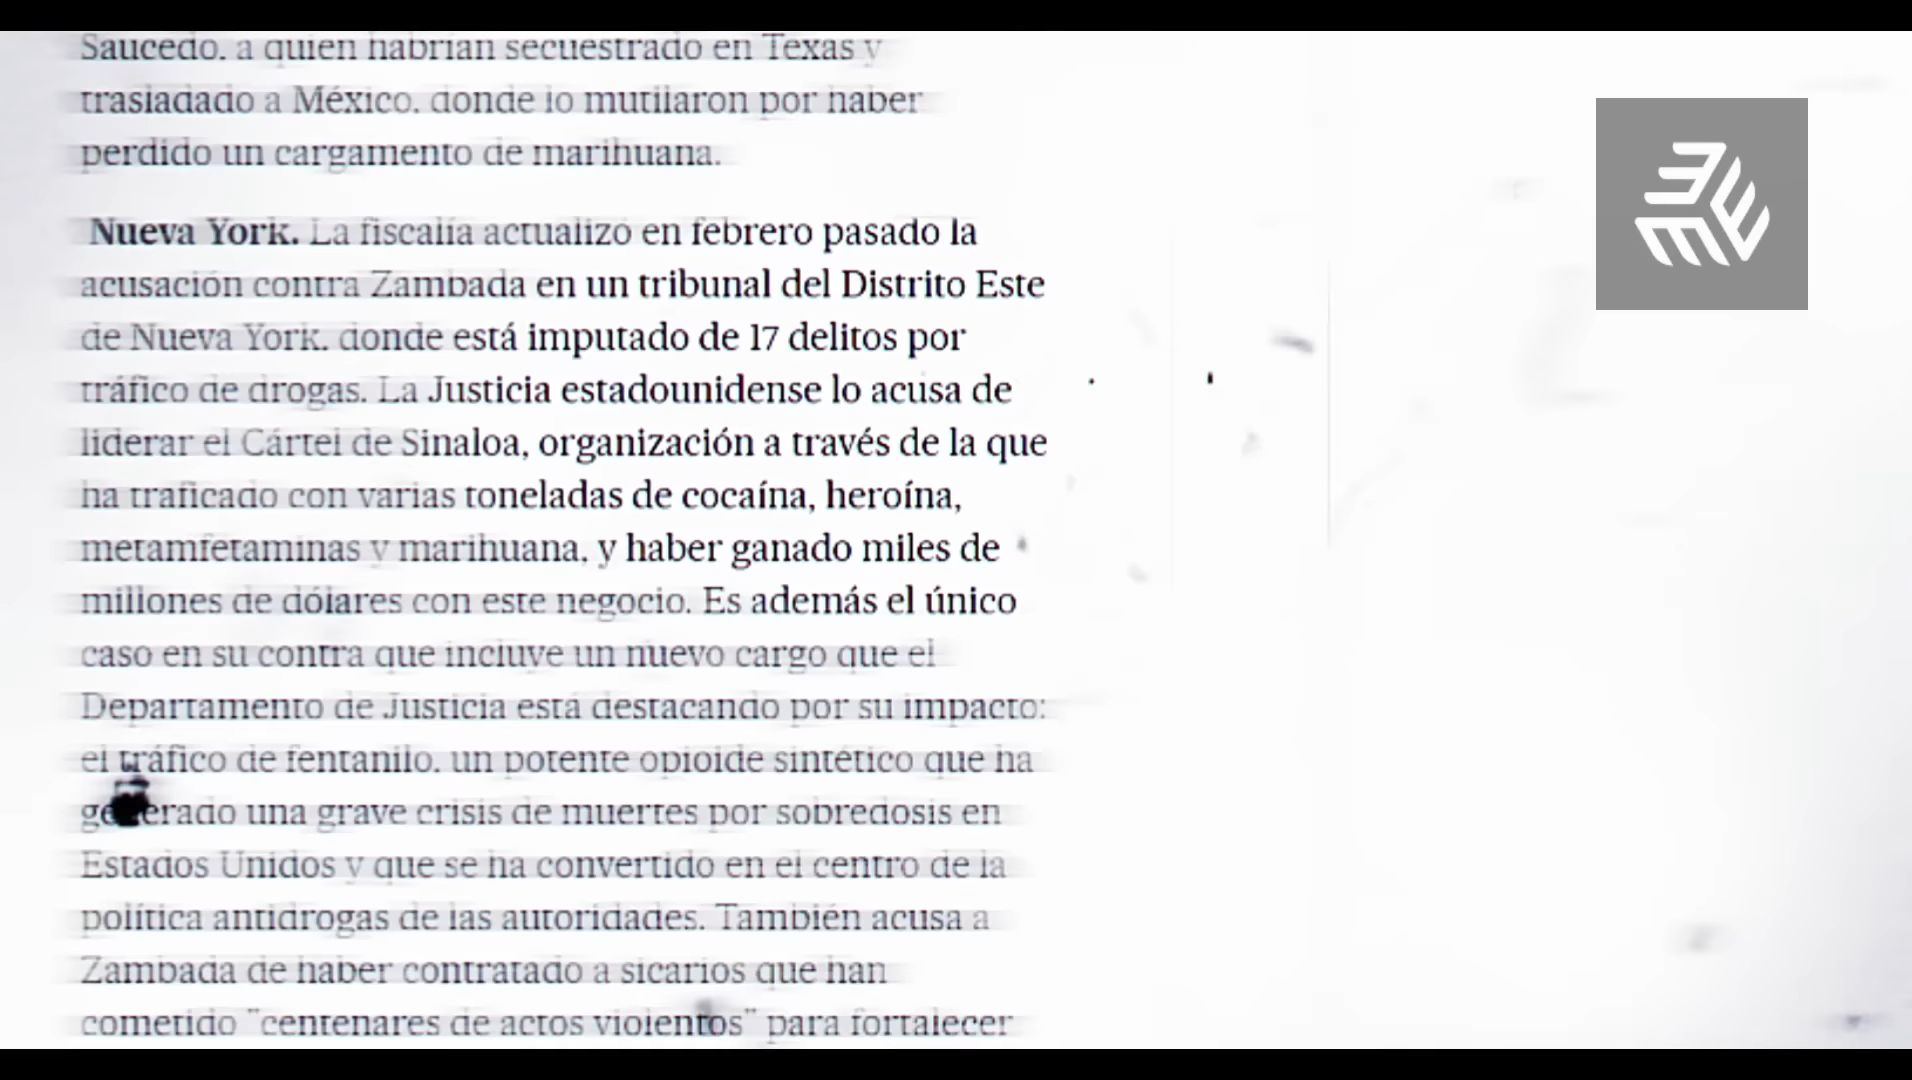 Saucedo, a quien habrían secuestrado en Texas y
trasladado a México, donde lo mutilaron por haber
perdido un cargamento de marihuana.
Nueva York. La fiscalía actualizó en febrero pasado la
acusación contra Zambada en un tribunal del Distrito Este
de Nueva York, donde está imputado de 17 delitos por
tráfico de drogas. La Justicia estadounidense lo acusa de
liderar el Cártel de Sinaloa, organización a través de la que
ha traficado con varias toneladas de cocaína, heroína,
metamfetaminas y marihuana, y haber ganado miles de
millones de dólares con este negocio. Es además el único
caso en su contra que incluye un nuevo cargo que el
Departamento de Justicia está destacando por su impacto:
el tráfico de fentanilo, un potente opioide sintético que ha
generado una grave crisis de muertes por sobredosis en
Estados Unidos y que se ha convertido en el centro de la
política antidrogas de las autoridades. También acusa a
Zambada de haber contratado a sicarios que han
cometido "centenares de actos violentos" para fortalecer